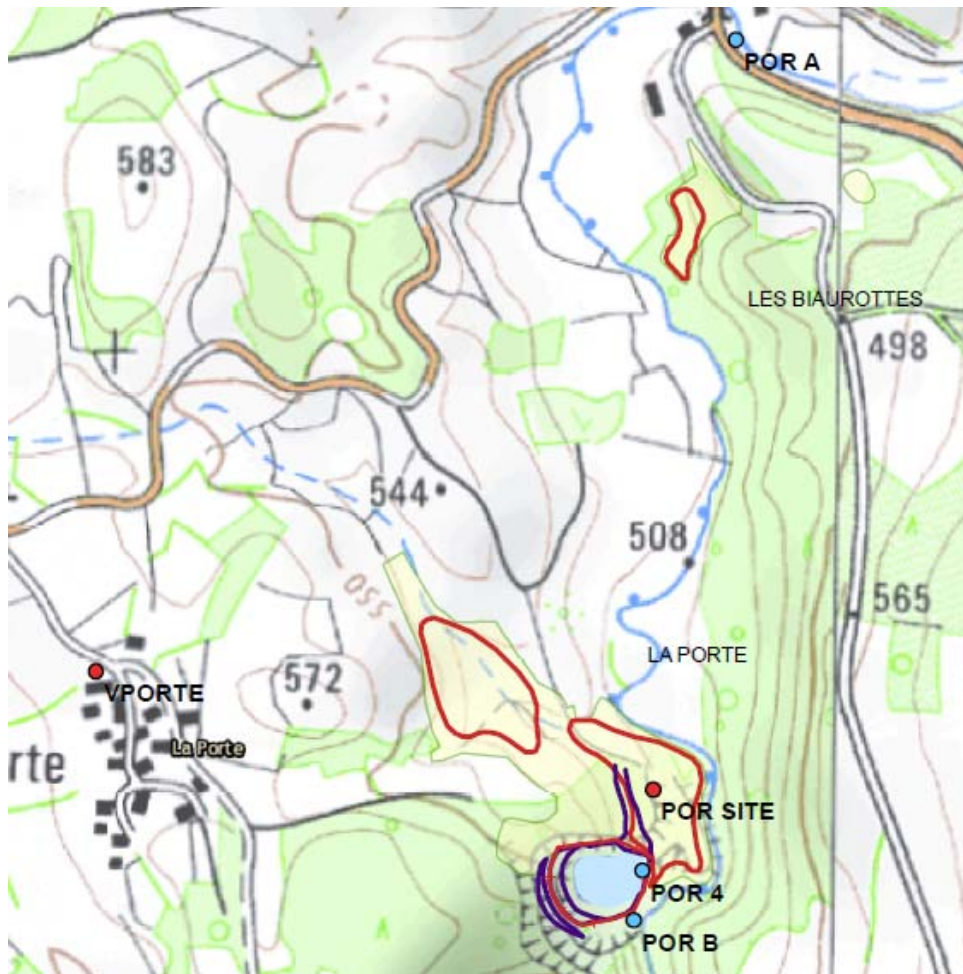 POR A
583
LES BIAUROTTES
498
544
508
550
565
LA PORTE
572
VPORTE
La Porte
rte
POR SITE
POR 4
POR B